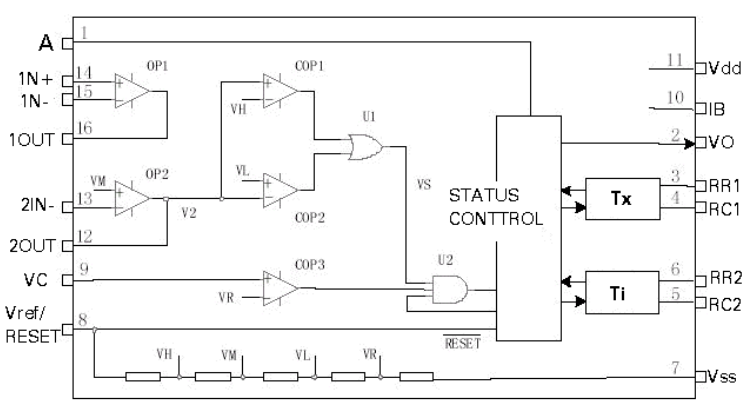 A 1
1N+ 14
1N- 15
OP1
1OUT 16
COP1
VH
U1
VM
OP2
2IN- 13
V2
2OUT 12
VL
COP2
VS
VC 9
COP3
VR
U2
Vref/
RESET 8
RESET
VH VM VL VR
STATUS
CONTTROL
Tx
Ti
11 Vdd
10 IB
2 VO
3 RR1
4 RC1
6 RR2
5 RC2
7 Vss